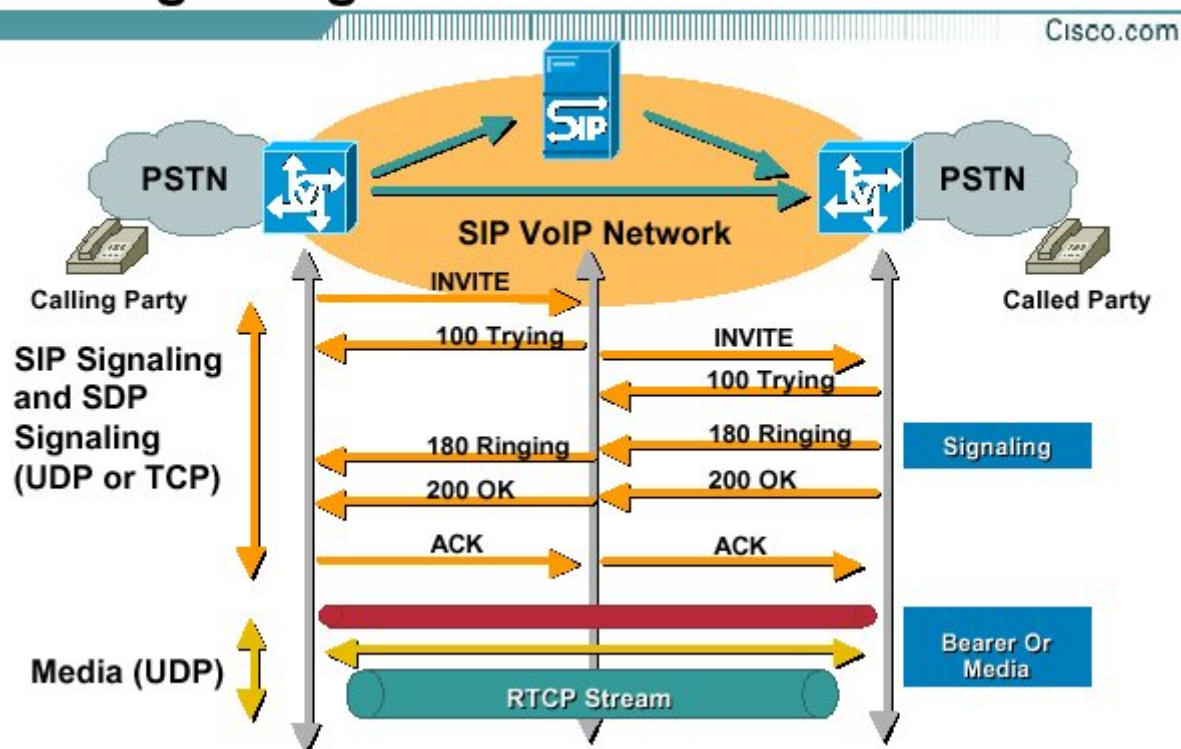 Cisco.com
SIP
PSTN
V
PSTN
SIP VoIP Network
Calling Party
Called Party
INVITE
SIP Signaling
and SDP
Signaling
(UDP or TCP)
100 Trying
INVITE
100 Trying
180 Ringing
180 Ringing
Signaling
200 OK
200 OK
ACK
ACK
Media (UDP)
Bearer Or
Media
RTCP Stream